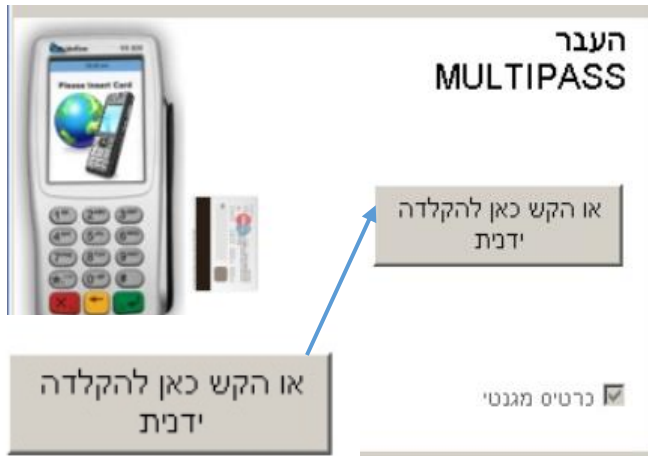 העבר
MULTIPASS
Please Insert Card
או הקש כאן להקלדה
ידנית
או הקש כאן להקלדה
ידנית
כרטיס מגנטי